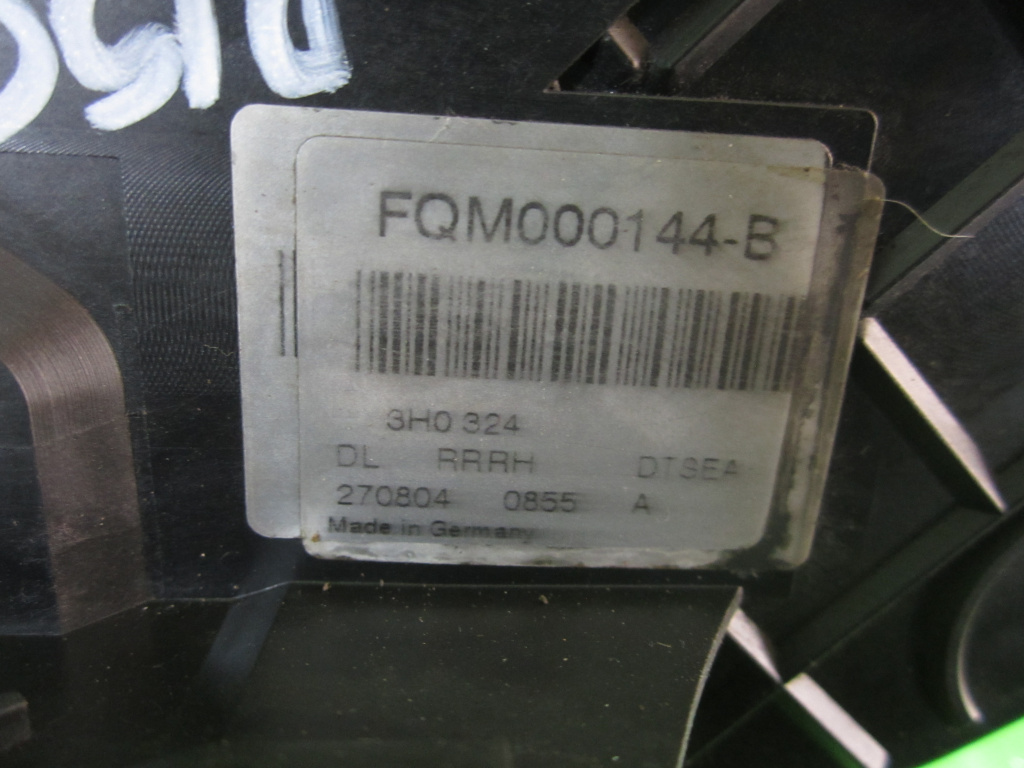 FQM000144-B
3H0 324
DL RRRH DTSEA
270804 0855 A
Made in Germany